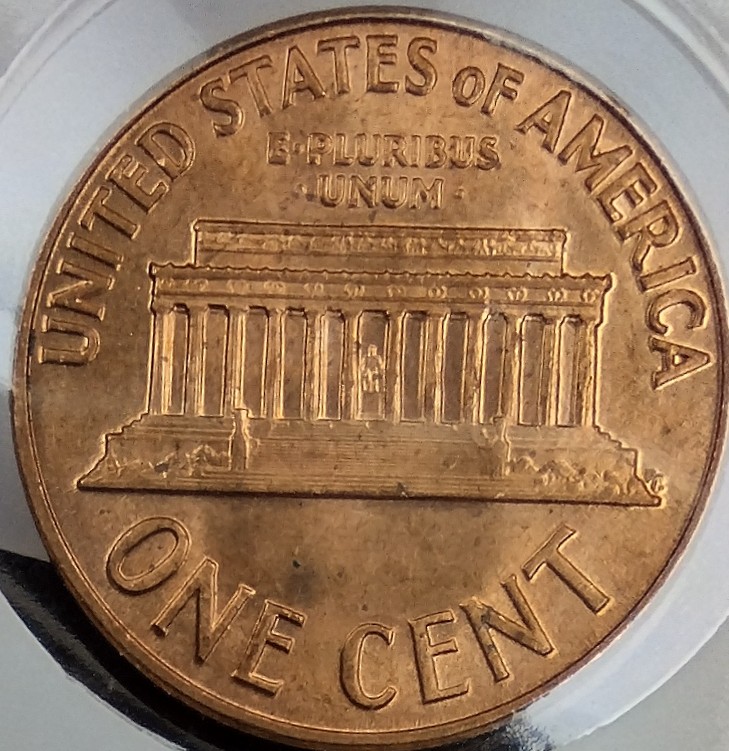 UNITED STATES OF AMERICA
E·PLURIBUS
·UNUM·
ONE CENT